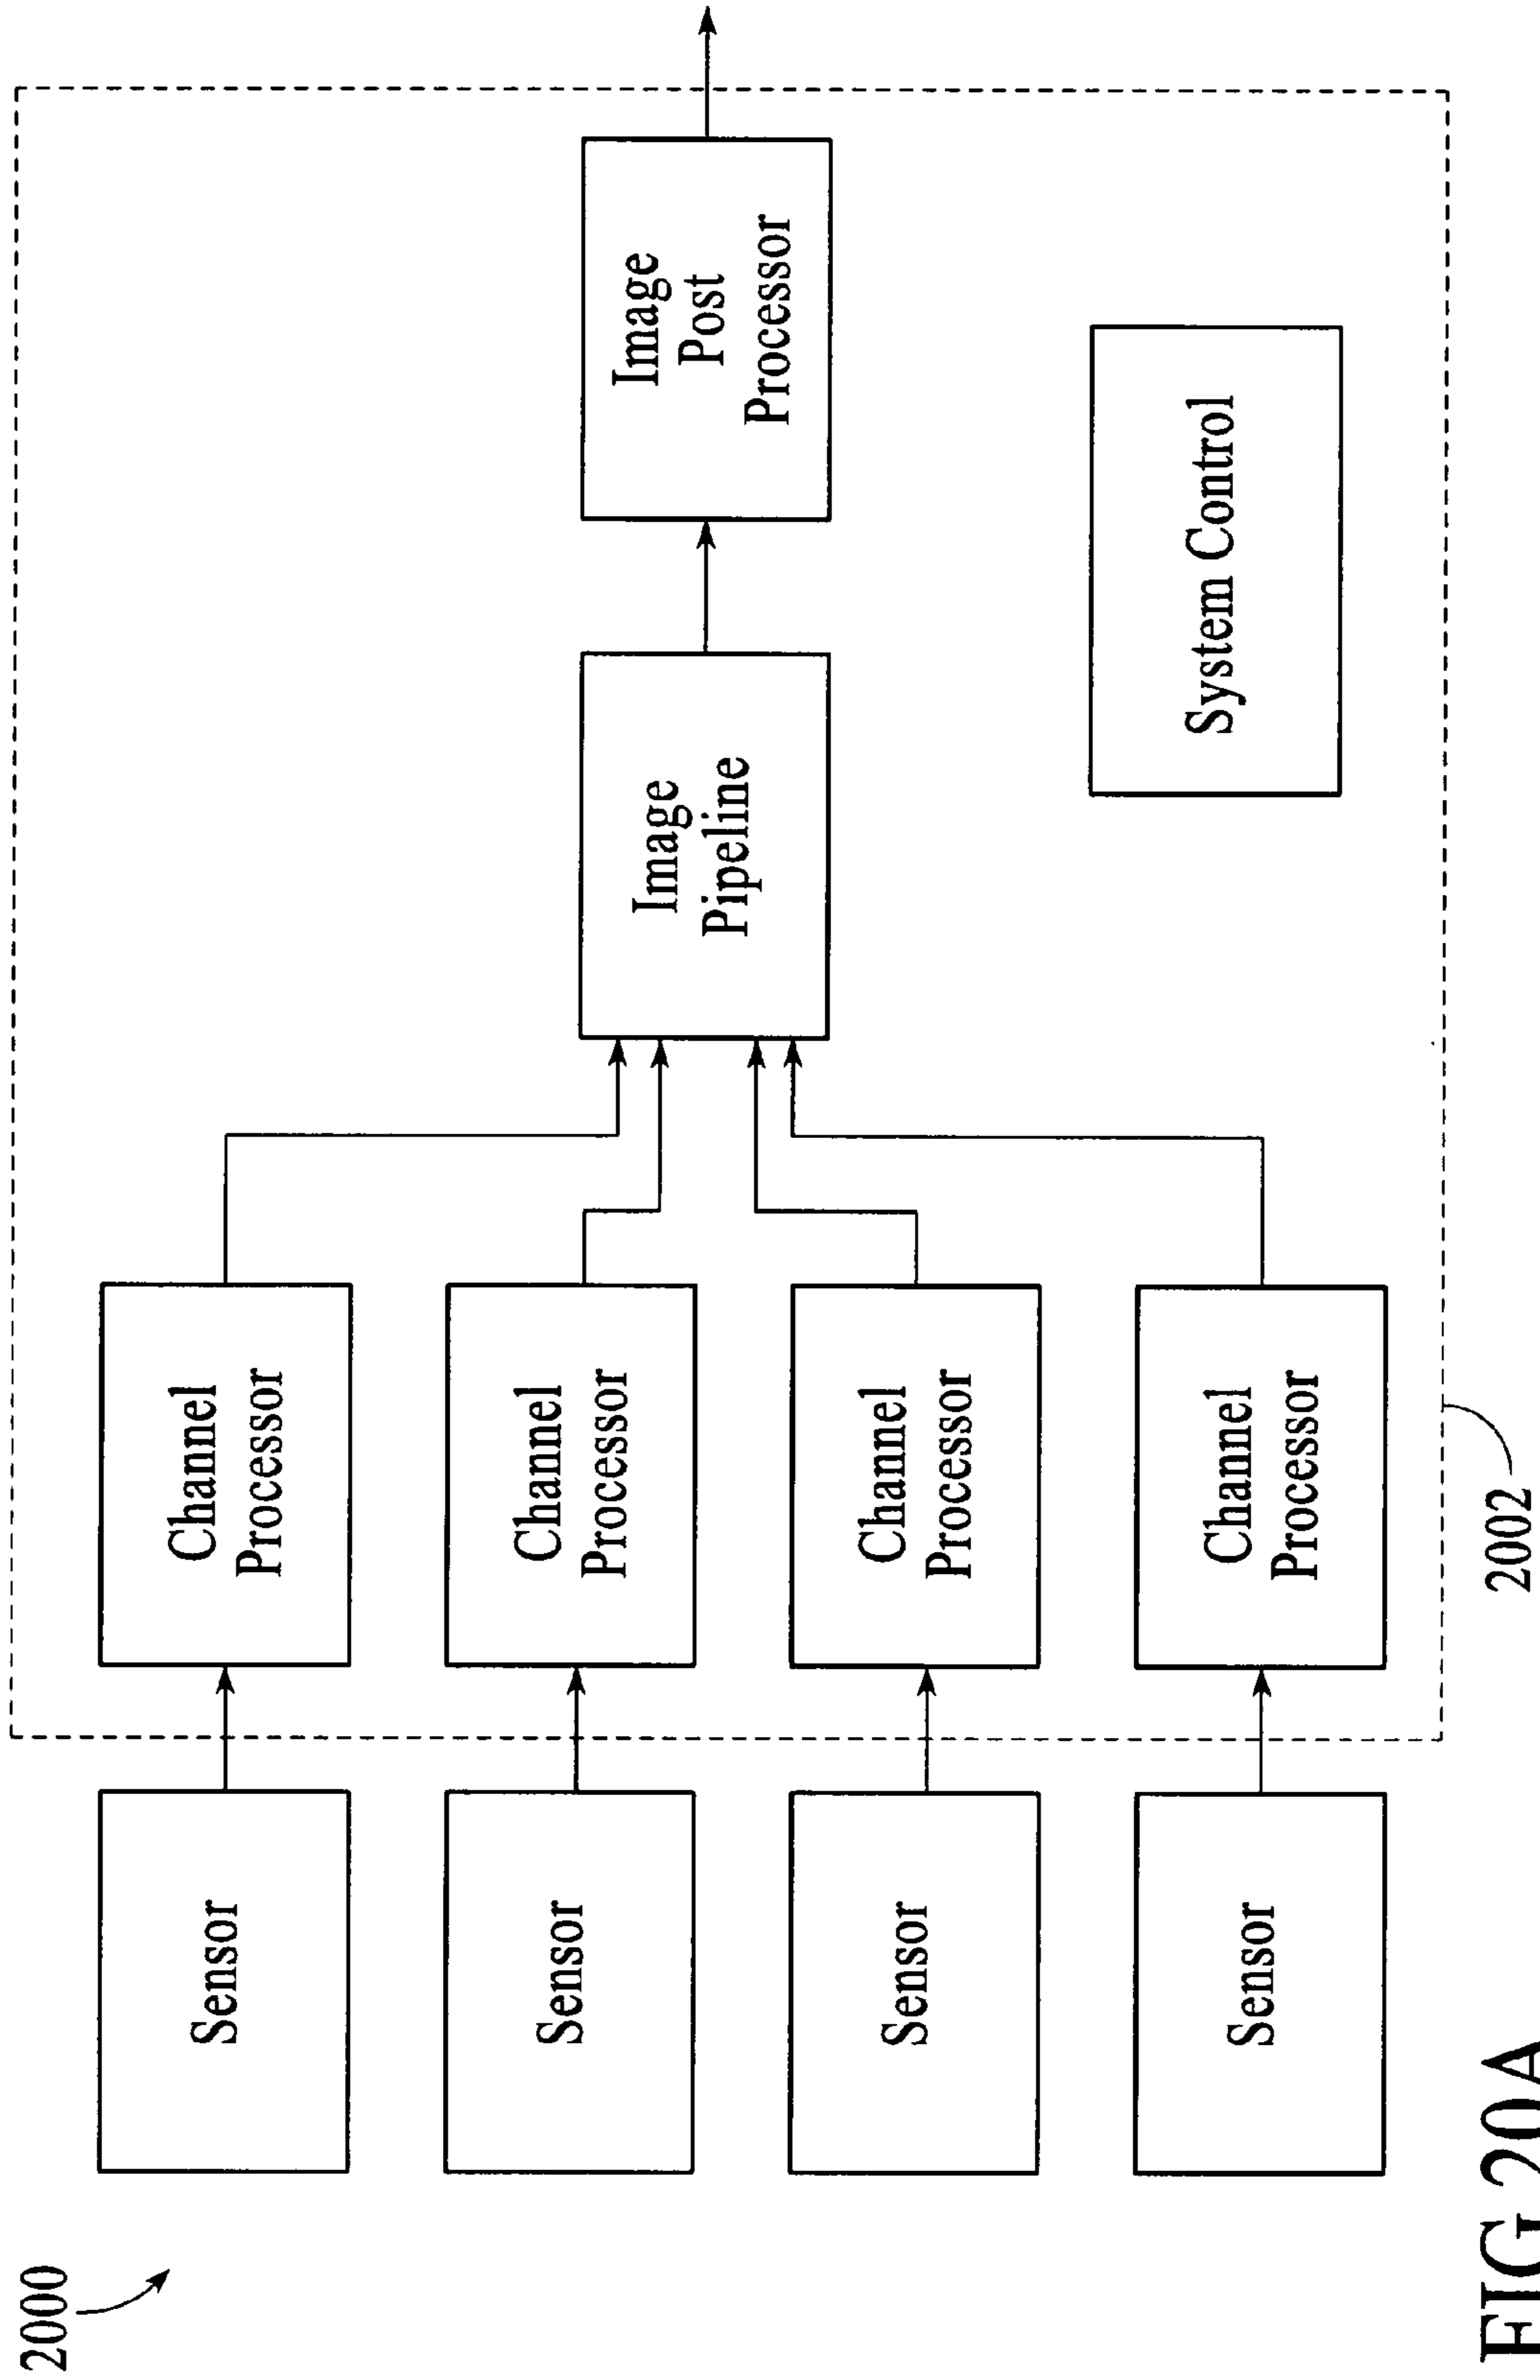 2000
Sensor
Sensor
Sensor
Sensor
Channel
Processor
Channel
Processor
Channel
Processor
Channel
Processor
Image
Pipeline
Image
Post
Processor
System Control
2002
FIG 20A